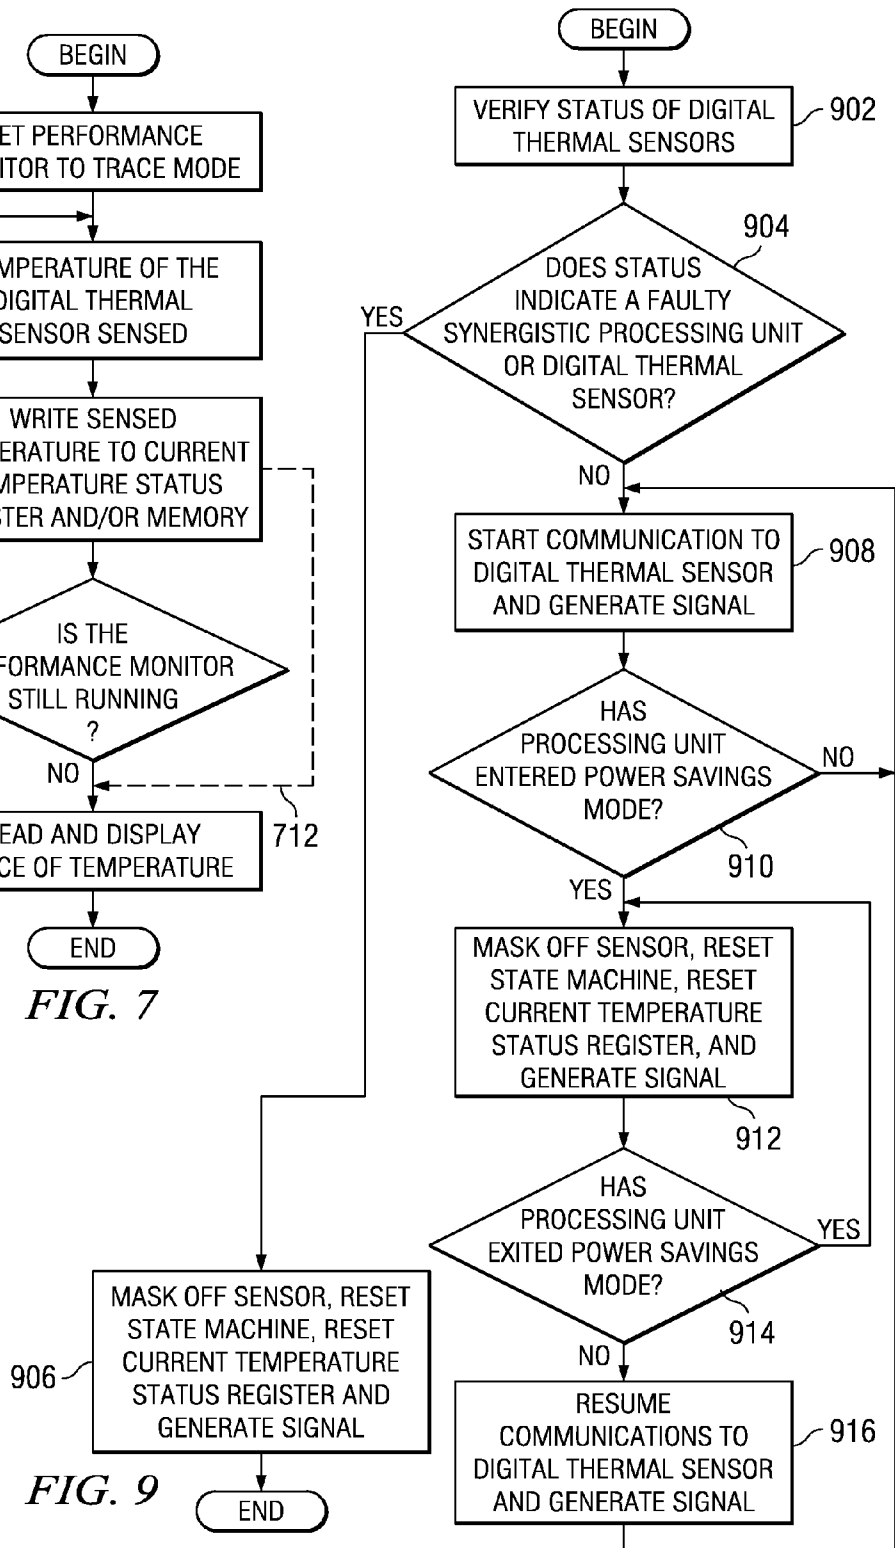 BEGIN
ET PERFORMANCE
ITOR TO TRACE MODE
MPERATURE OF THE
DIGITAL THERMAL
SENSOR SENSED
WRITE SENSED
ERATURE TO CURRENT
MPERATURE STATUS
STER AND/OR MEMORY
IS THE
FORMANCE MONITOR
STILL RUNNING
?
NO
712
EAD AND DISPLAY
CE OF TEMPERATURE
END
FIG. 7
BEGIN
VERIFY STATUS OF DIGITAL
THERMAL SENSORS
902
904
DOES STATUS
INDICATE A FAULTY
SYNERGISTIC PROCESSING UNIT
OR DIGITAL THERMAL
SENSOR?
YES
NO
START COMMUNICATION TO
DIGITAL THERMAL SENSOR
AND GENERATE SIGNAL
908
HAS
PROCESSING UNIT
ENTERED POWER SAVINGS
MODE?
NO
910
YES
MASK OFF SENSOR, RESET
STATE MACHINE, RESET
CURRENT TEMPERATURE
STATUS REGISTER, AND
GENERATE SIGNAL
912
HAS
PROCESSING UNIT
EXITED POWER SAVINGS
MODE?
YES
914
NO
RESUME
COMMUNICATIONS TO
DIGITAL THERMAL SENSOR
AND GENERATE SIGNAL
916
MASK OFF SENSOR, RESET
STATE MACHINE, RESET
CURRENT TEMPERATURE
STATUS REGISTER AND
GENERATE SIGNAL
906
END
FIG. 9